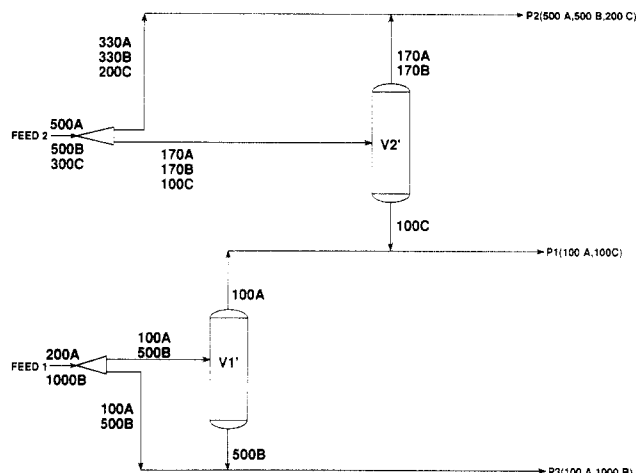 P2(500 A,500 B,200 C)
330A
330B
200C
170A
170B
500A
FEED 2
500B
300C
V2'
170A
170B
100C
100C
P1(100 A,100C)
100A
100A
500B
200A
FEED 1
1000B
V1'
100A
500B
500B
P3(100 A,1000 B)